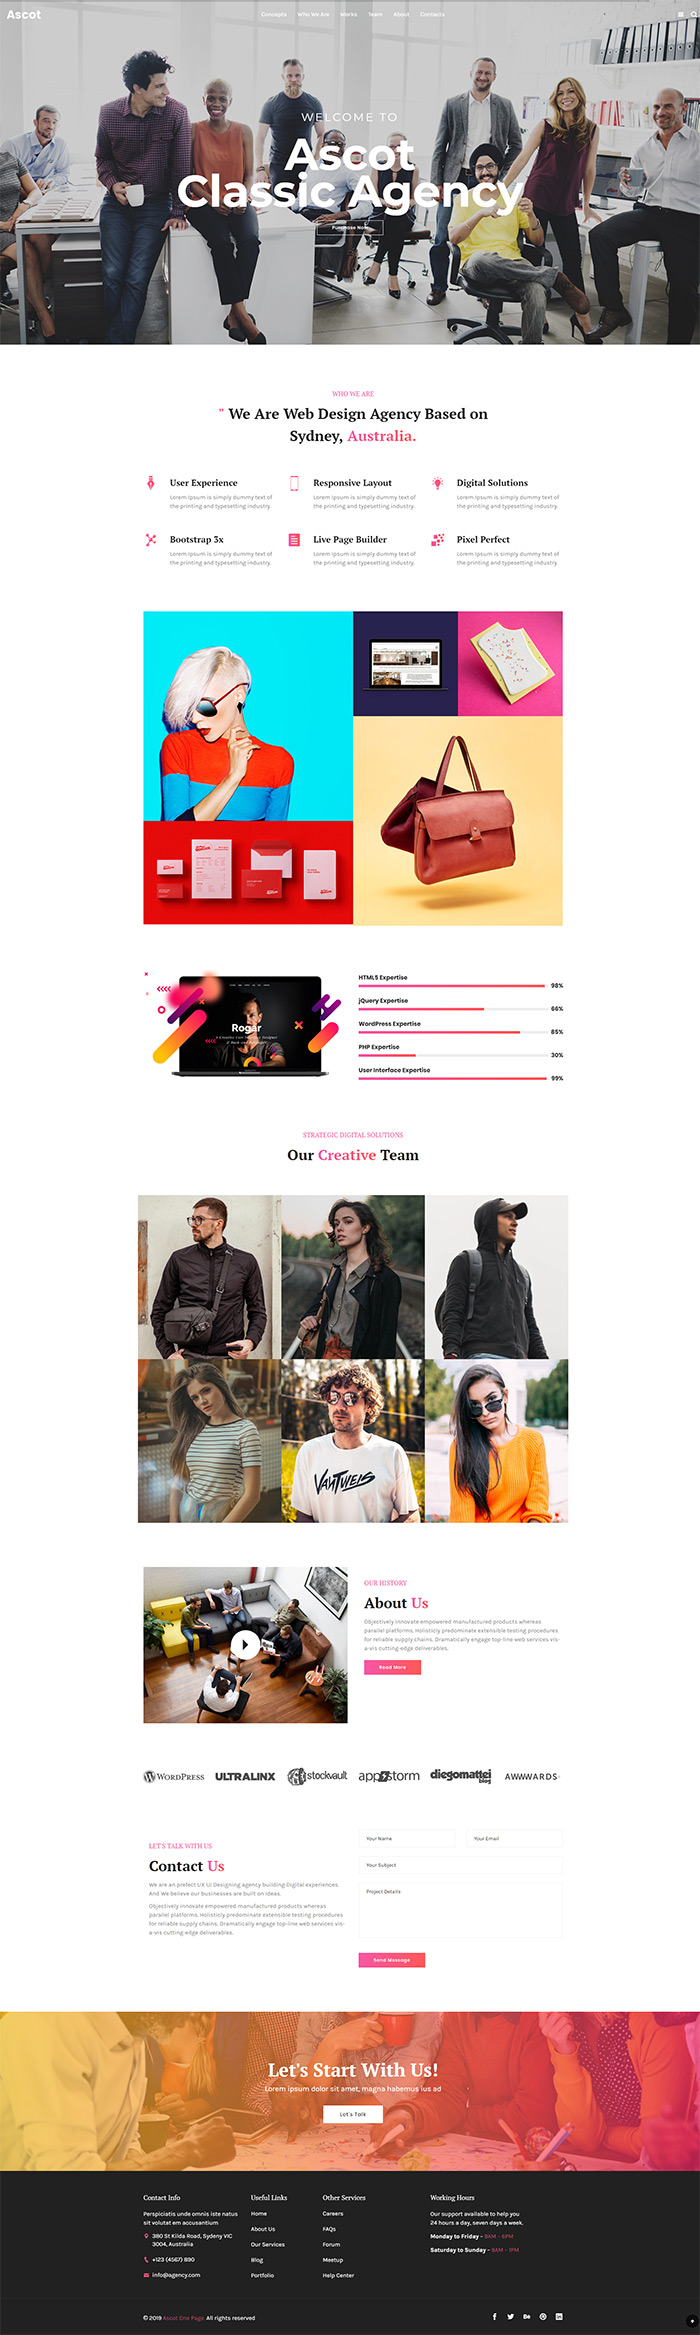 Ascot
Concepts Who We Are Works Team About Contacts
WELCOME TO
Ascot
Classic Agency
Purchase Now
WHO WE ARE
" We Are Web Design Agency Based on
Sydney, Australia.
User Experience
Lorem Ipsum is simply dummy text of
the printing and typesetting industry.
Responsive Layout
Lorem Ipsum is simply dummy text of
the printing and typesetting industry.
Digital Solutions
Lorem Ipsum is simply dummy text of
the printing and typesetting industry.
Bootstrap 3x
Lorem Ipsum is simply dummy text of
the printing and typesetting industry.
Live Page Builder
Lorem Ipsum is simply dummy text of
the printing and typesetting industry.
Pixel Perfect
Lorem Ipsum is simply dummy text of
the printing and typesetting industry.
Rogar
HTML5 Expertise
98%
jQuery Expertise
66%
WordPress Expertise
85%
PHP Expertise
30%
User Interface Expertise
99%
STRATEGIC DIGITAL SOLUTIONS
Our Creative Team
OUR HISTORY
About Us
Objectively innovate empowered manufactured products whereas
parallel platforms. Holisticly predominate extensible testing procedures
for reliable supply chains. Dramatically engage top-line web services vis-
a-vis cutting-edge deliverables.
Read More
WORDPRESS ULTRALINX stockvault appstorm diegomattei blog AWWWARDS.
LET'S TALK WITH US
Contact Us
We are an prefect UX UI Designing agency building Digital experiences.
And We believe our businesses are built on ideas.
Objectively innovate empowered manufactured products whereas
parallel platforms. Holisticly predominate extensible testing procedures
for reliable supply chains. Dramatically engage top-line web services vis-
a-vis cutting-edge deliverables.
Your Name
Your Email
Your Subject
Project Details
Send Message
Let's Start With Us!
Lorem ipsum dolor sit amet, magna habemus ius ad
Let's Talk
Contact Info
Perspiciatis unde omnis iste natus
sit volutat em accusantium
380 St Kilda Road, Sydeny VIC
3004, Australia
+123 (4567) 890
info@agency.com
Useful Links
Home
About Us
Our Services
Blog
Portfolio
Other Services
Careers
FAQs
Forum
Meetup
Help Center
Working Hours
Our support available to help you
24 hours a day, seven days a week.
Monday to Friday - 9AM - 6PM
Saturday to Sunday - 9AM - 1PM
© 2019 Ascot One Page. All rights reserved